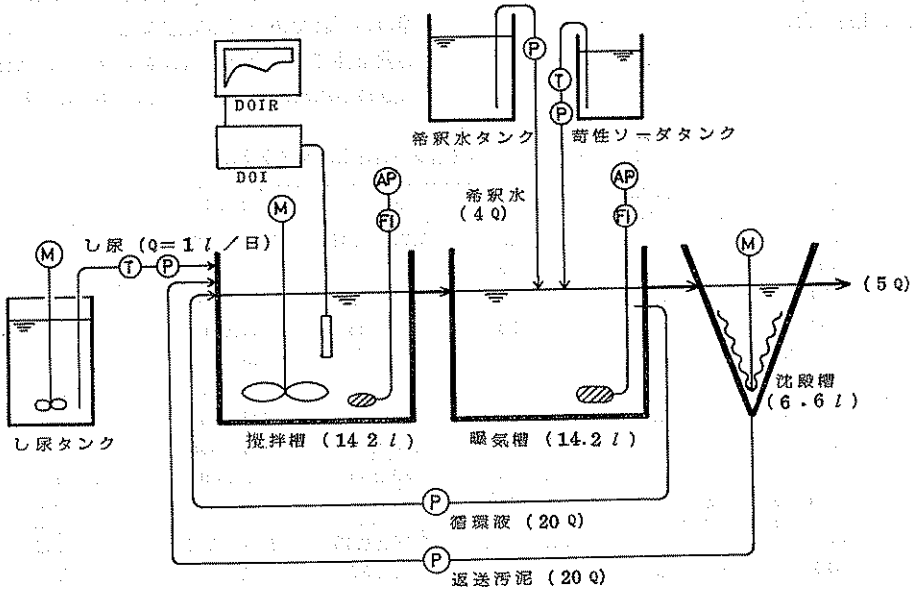 DOIR
DOI
希釈水タンク
苛性ソーダタンク
P
T
P
希釈水
(4Q)
AP
FI
AP
FI
M
M
M
し尿 (Q=1 l/日)
T
P
(5Q)
し尿タンク
撹拌槽 (14 2 l)
曝気槽 (14.2 l)
沈殿槽
(6.6 l)
P
循環液 (20Q)
P
返送汚泥 (20Q)